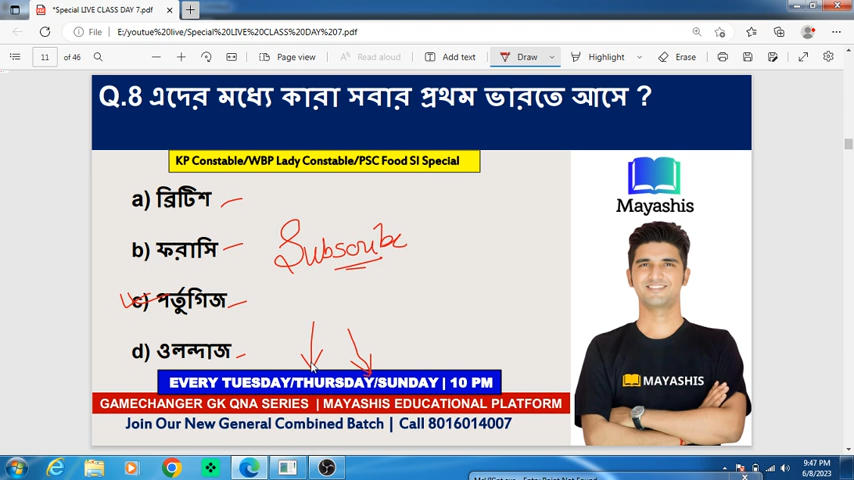 *Special LIVE CLASS DAY 7.pdf
File
E:/youtue%20live/Special%20LIVE%20CLASS%20DAY%207.pdf
11 of 46
Page view
Read aloud
Add text
Draw
Highlight
Erase
Q.8 এদের মধ্যে কারা সবার প্রথম ভারতে আসে ?
KP Constable/WBP Lady Constable/PSC Food SI Special
a) ব্রিটিশ
b) ফরাসি
c) পর্তুগিজ
d) ওলন্দাজ
Subscribe
Mayashis
MAYASHIS
EVERY TUESDAY/THURSDAY/SUNDAY | 10 PM
GAMECHANGER GK QNA SERIES | MAYASHIS EDUCATIONAL PLATFORM
Join Our New General Combined Batch | Call 8016014007
9:47 PM
6/8/2023